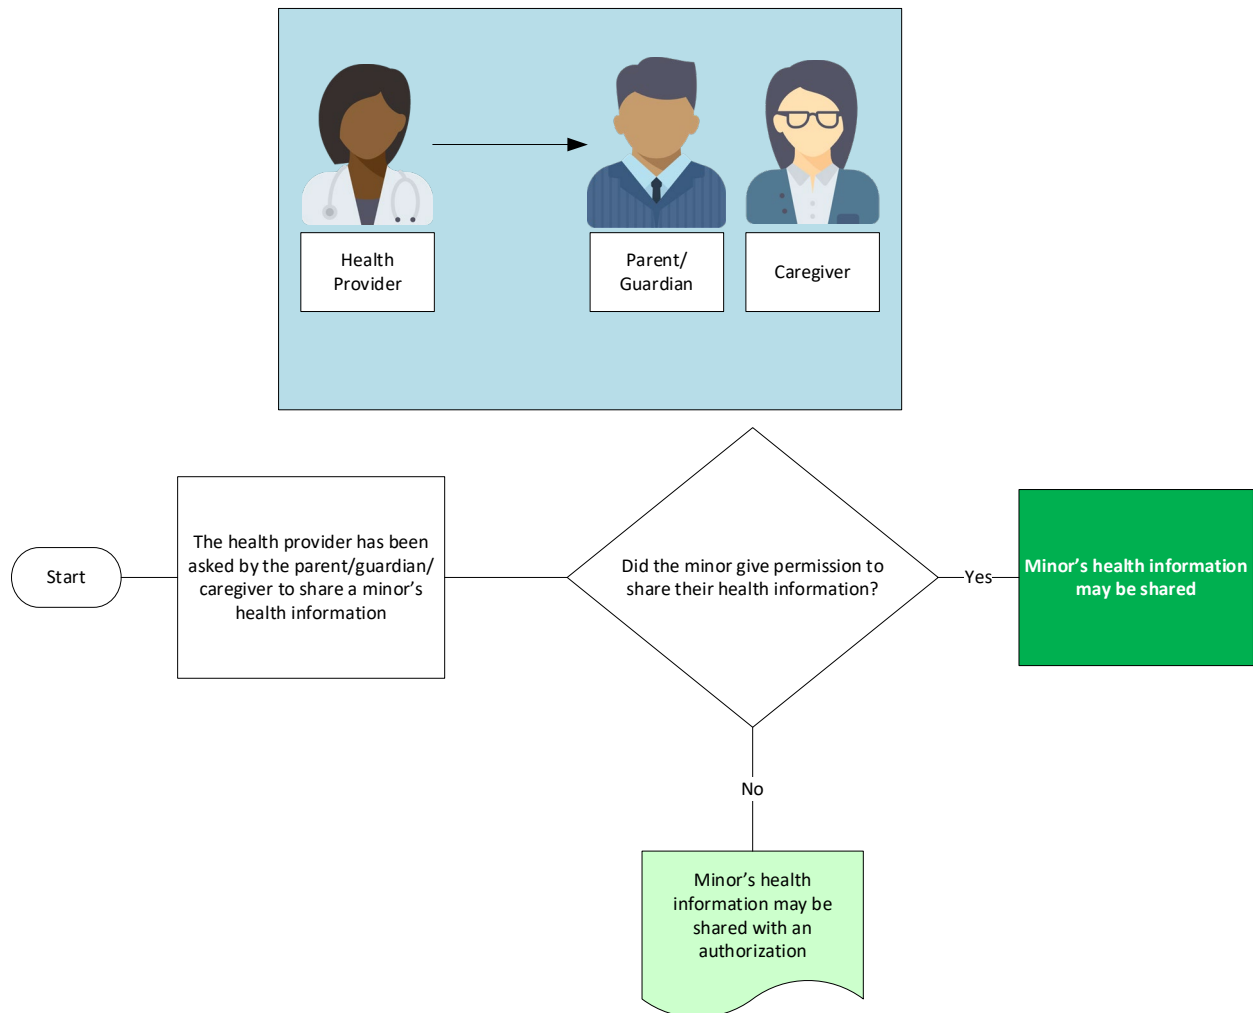 Health
Provider
Parent/
Guardian
Caregiver
Start
The health provider has been
asked by the parent/guardian/
caregiver to share a minor’s
health information
Did the minor give permission to
share their health information?
Yes
Minor’s health information
may be shared
No
Minor’s health
information may be
shared with an
authorization